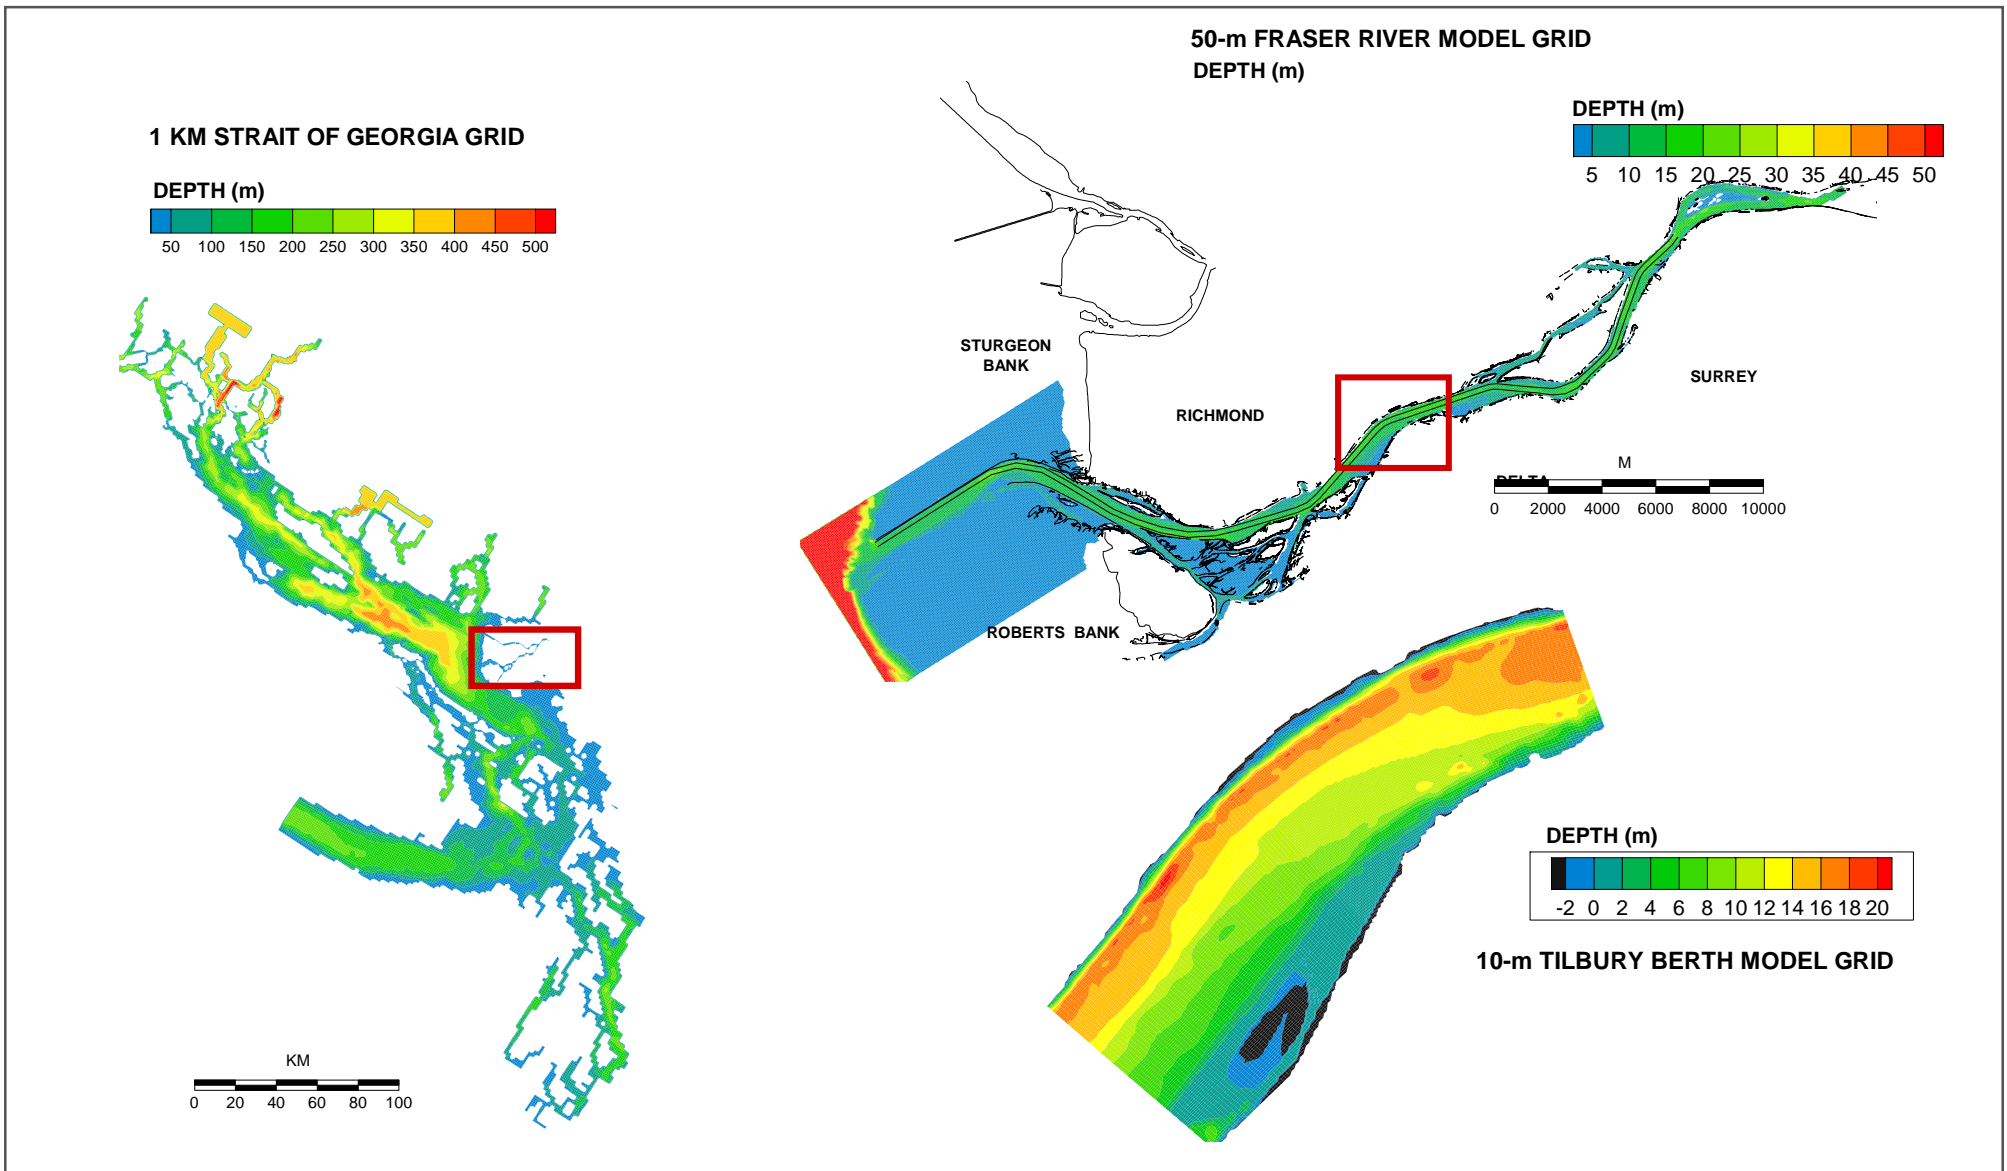 50-m FRASER RIVER MODEL GRID
DEPTH (m)
1 KM STRAIT OF GEORGIA GRID
DEPTH (m)
50 100 150 200 250 300 350 400 450 500
DEPTH (m)
5 10 15 20 25 30 35 40 45 50
STURGEON
BANK
RICHMOND
SURREY
DELTA
M
0 2000 4000 6000 8000 10000
ROBERTS BANK
DEPTH (m)
-2 0 2 4 6 8 10 12 14 16 18 20
10-m TILBURY BERTH MODEL GRID
KM
0 20 40 60 80 100